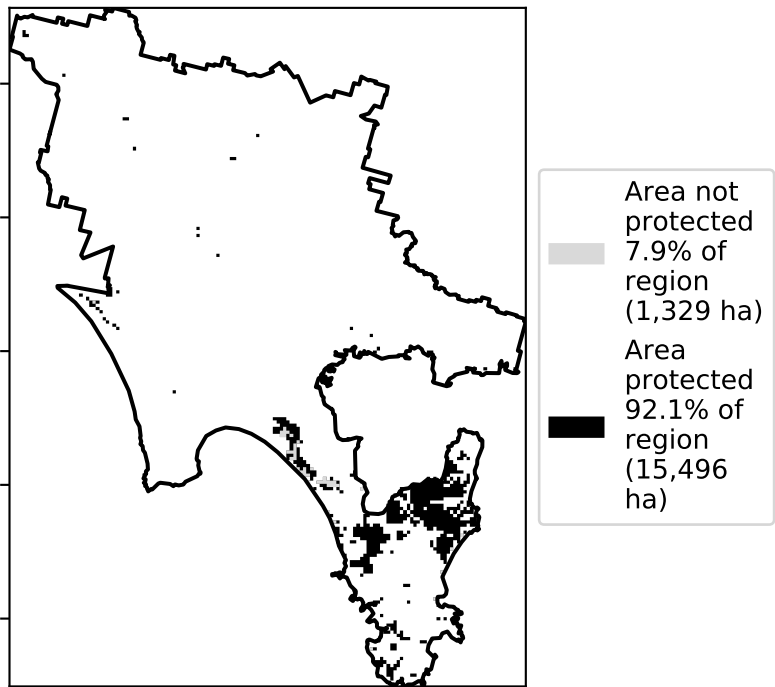 Area not
protected
7.9% of
region
(1,329 ha)
Area
protected
92.1% of
region
(15,496
ha)